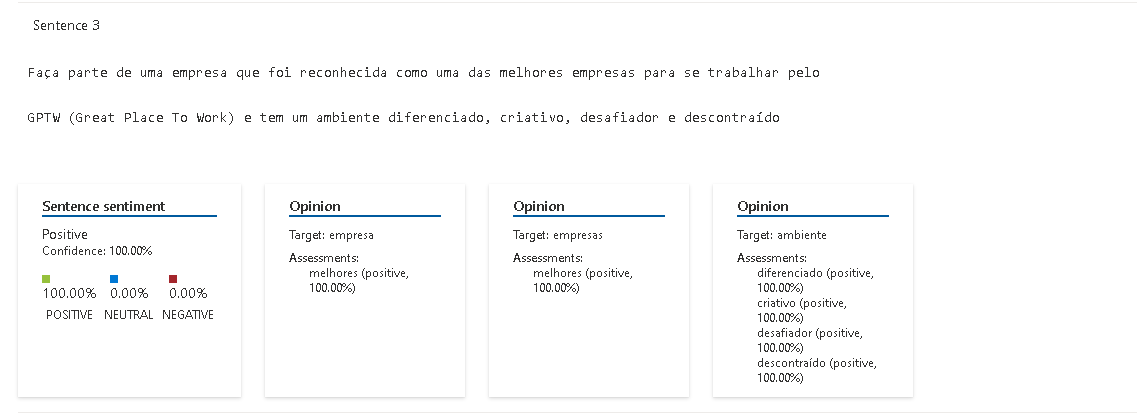 Sentence 3
Faça parte de uma empresa que foi reconhecida como uma das melhores empresas para se trabalhar pelo
GPTW (Great Place To Work) e tem um ambiente diferenciado, criativo, desafiador e descontraído
Sentence sentiment
Positive
Confidence: 100.00%
100.00% 0.00% 0.00%
POSITIVE NEUTRAL NEGATIVE
Opinion
Target: empresa
Assessments:
melhores (positive,
100.00%)
Opinion
Target: empresas
Assessments:
melhores (positive,
100.00%)
Opinion
Target: ambiente
Assessments:
diferenciado (positive,
100.00%)
criativo (positive,
100.00%)
desafiador (positive,
100.00%)
descontraído (positive,
100.00%)